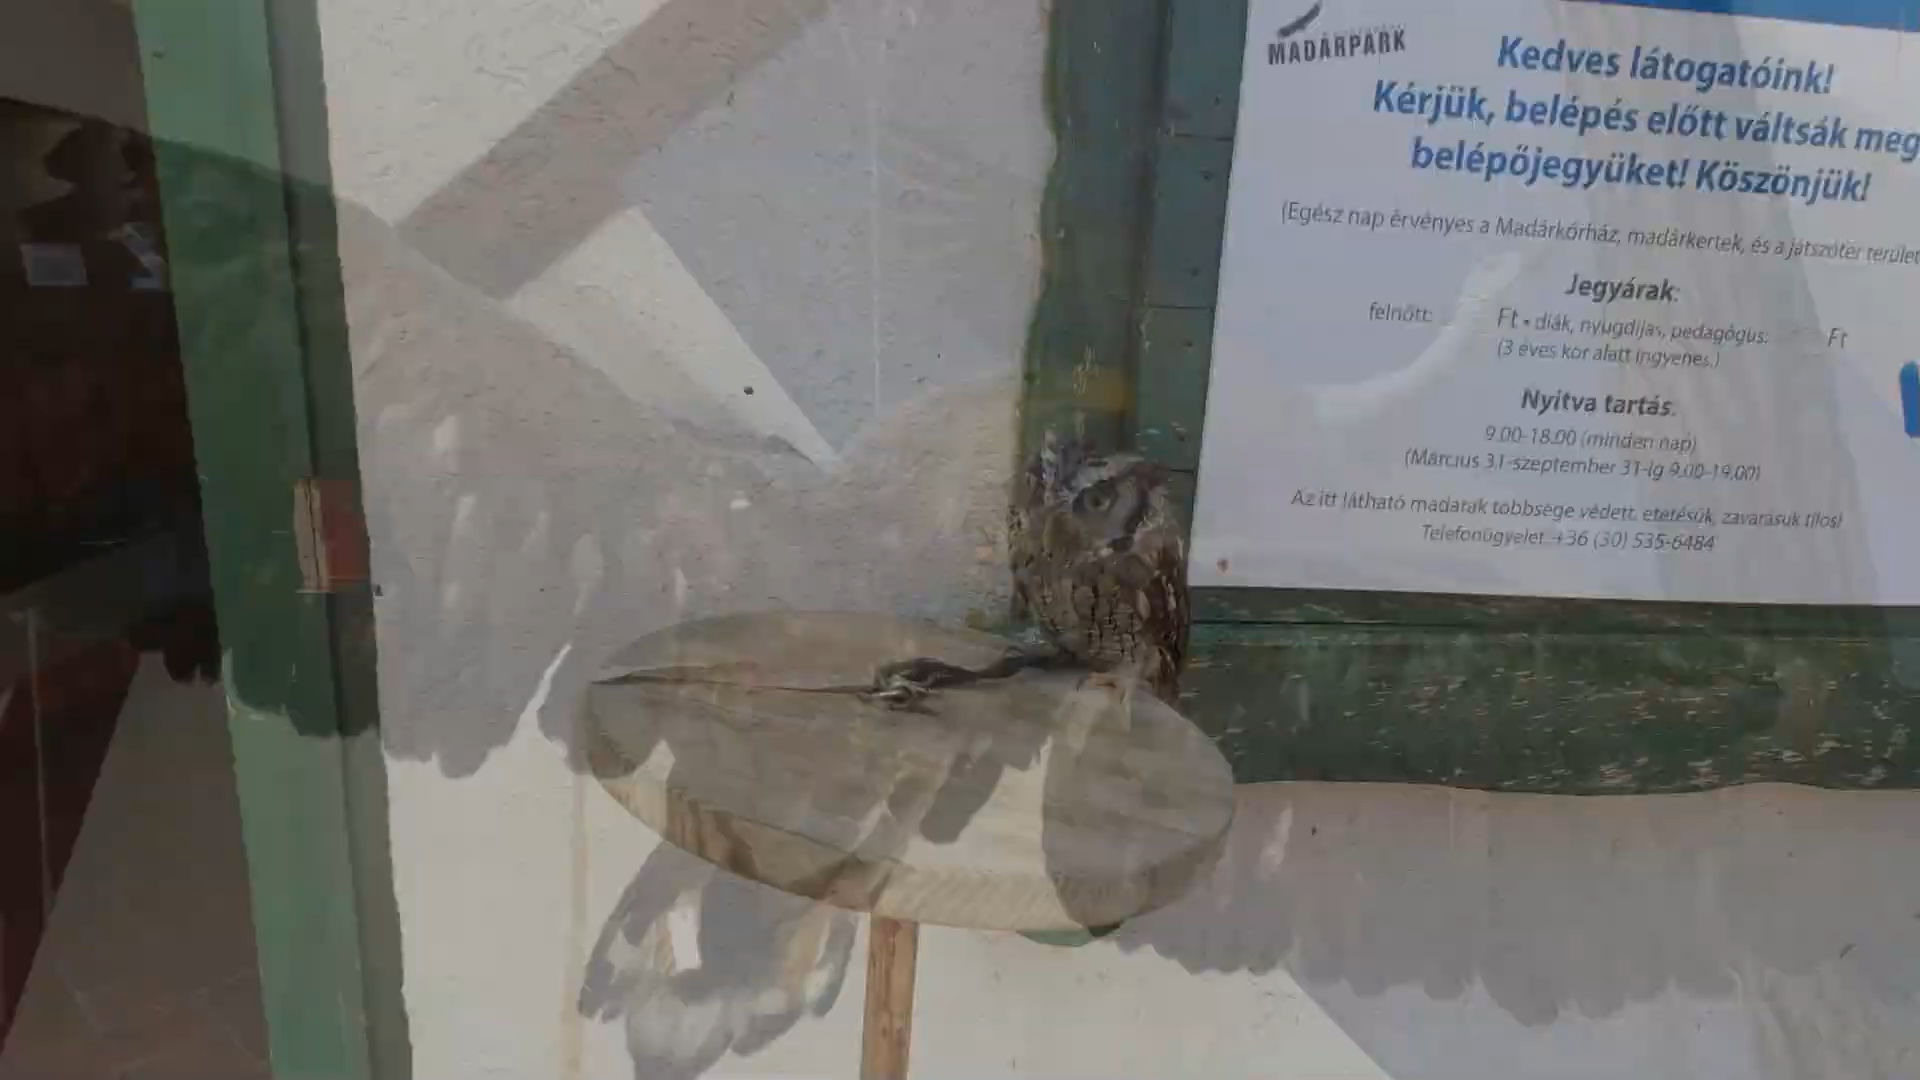 MADÁRPARK
Kedves látogatóink!
Kérjük, belépés előtt váltsák meg
belépőjegyüket! Köszönjük!
(Egész nap érvényes a Madárkórház, madárkertek, és a játszótér terület
Jegyárak:
felnőtt: Ft • diák, nyugdíjas, pedagógus: Ft
(3 éves kor alatt ingyenes.)
Nyitva tartás:
9.00-18.00 (minden nap)
(Március 31-szeptember 31-ig 9.00-19.00)
Az itt látható madarak többsége védett, etetésük, zavarásuk tilos!
Telefonügyelet: +36 (30) 535-6484